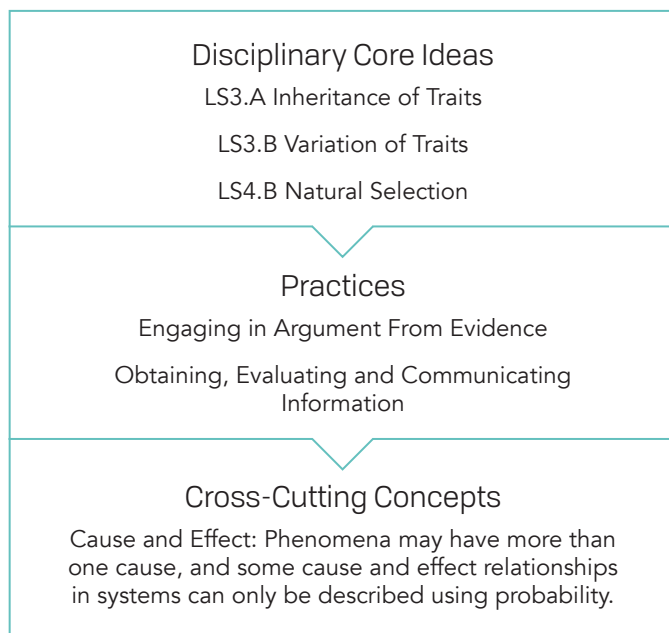 Disciplinary Core Ideas
LS3.A Inheritance of Traits
LS3.B Variation of Traits
LS4.B Natural Selection
Practices
Engaging in Argument From Evidence
Obtaining, Evaluating and Communicating
Information
Cross-Cutting Concepts
Cause and Effect: Phenomena may have more than
one cause, and some cause and effect relationships
in systems can only be described using probability.